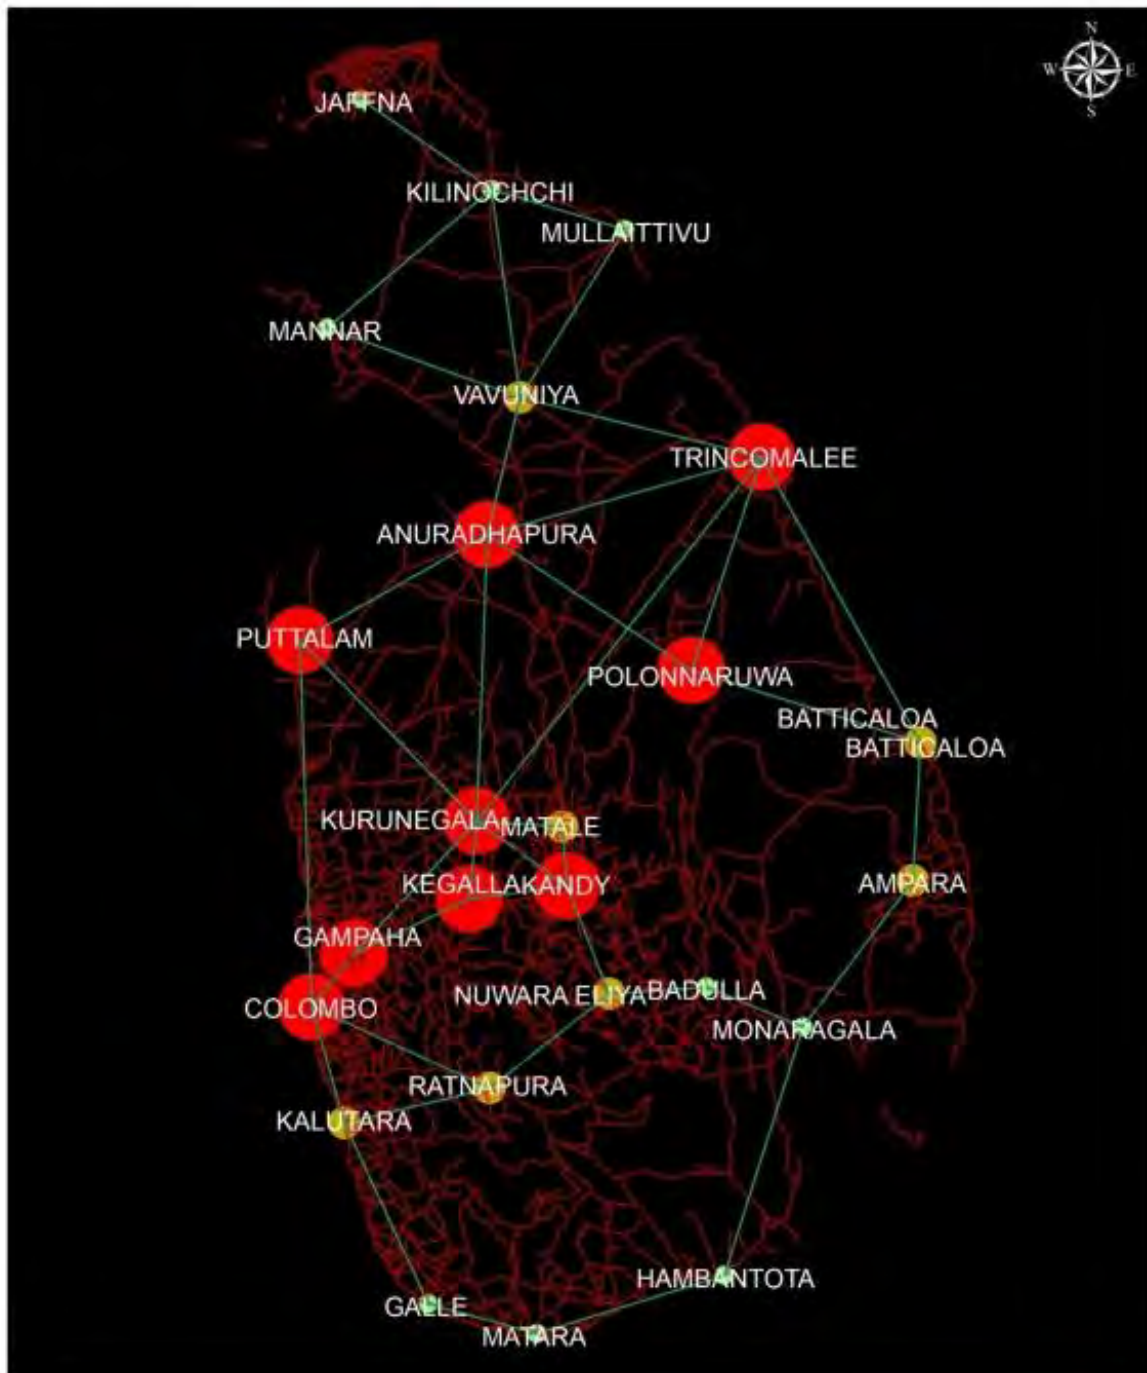 N
W E
S
JAFFNA
KILINOCHCHI
MULLAITTIVU
MANNAR
VAVUNIYA
TRINCOMALEE
ANURADHAPURA
PUTTALAM
POLONNARUWA
BATTICALOA
BATTICALOA
KURUNEGALA
MATALE
KEGALLA
KANDY
AMPARA
GAMPAHA
COLOMBO
NUWARA ELIYA
BADULLA
MONARAGALA
RATNAPURA
KALUTARA
HAMBANTOTA
GALLE
MATARA